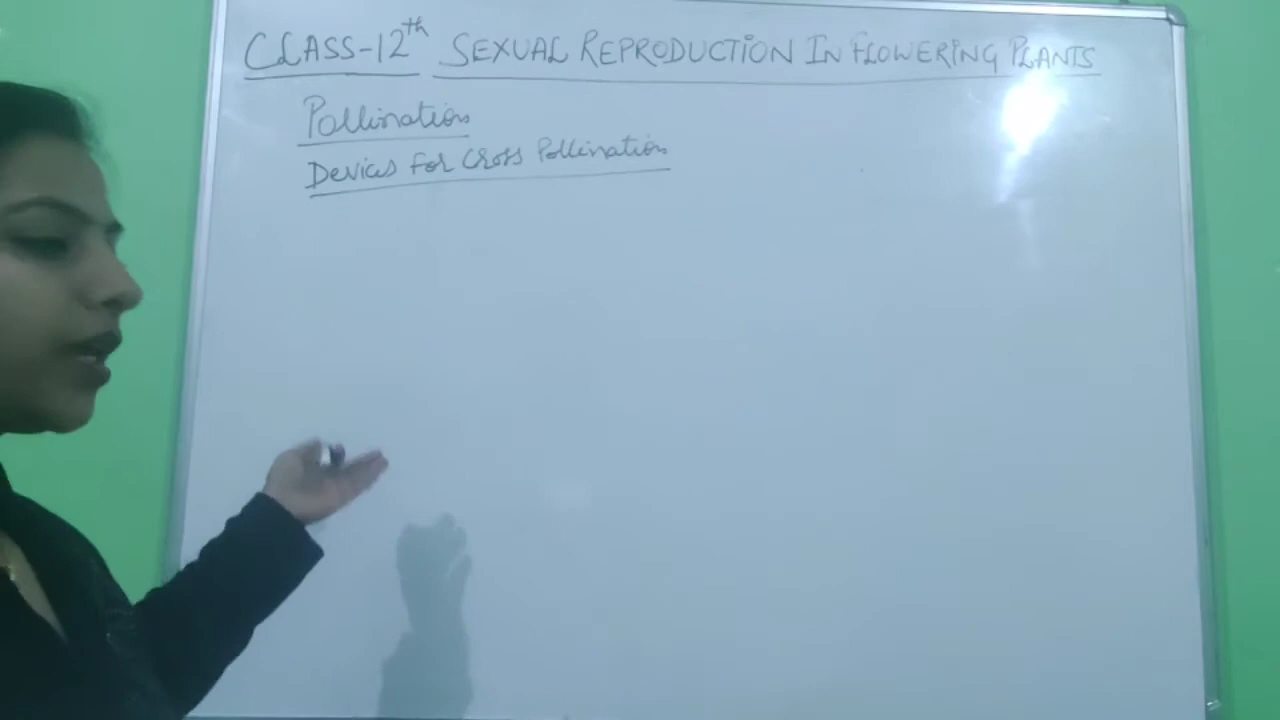 CLASS-12th SEXUAL REPRODUCTION IN FLOWERING PLANTS
Pollination
Devices For Cross Pollination